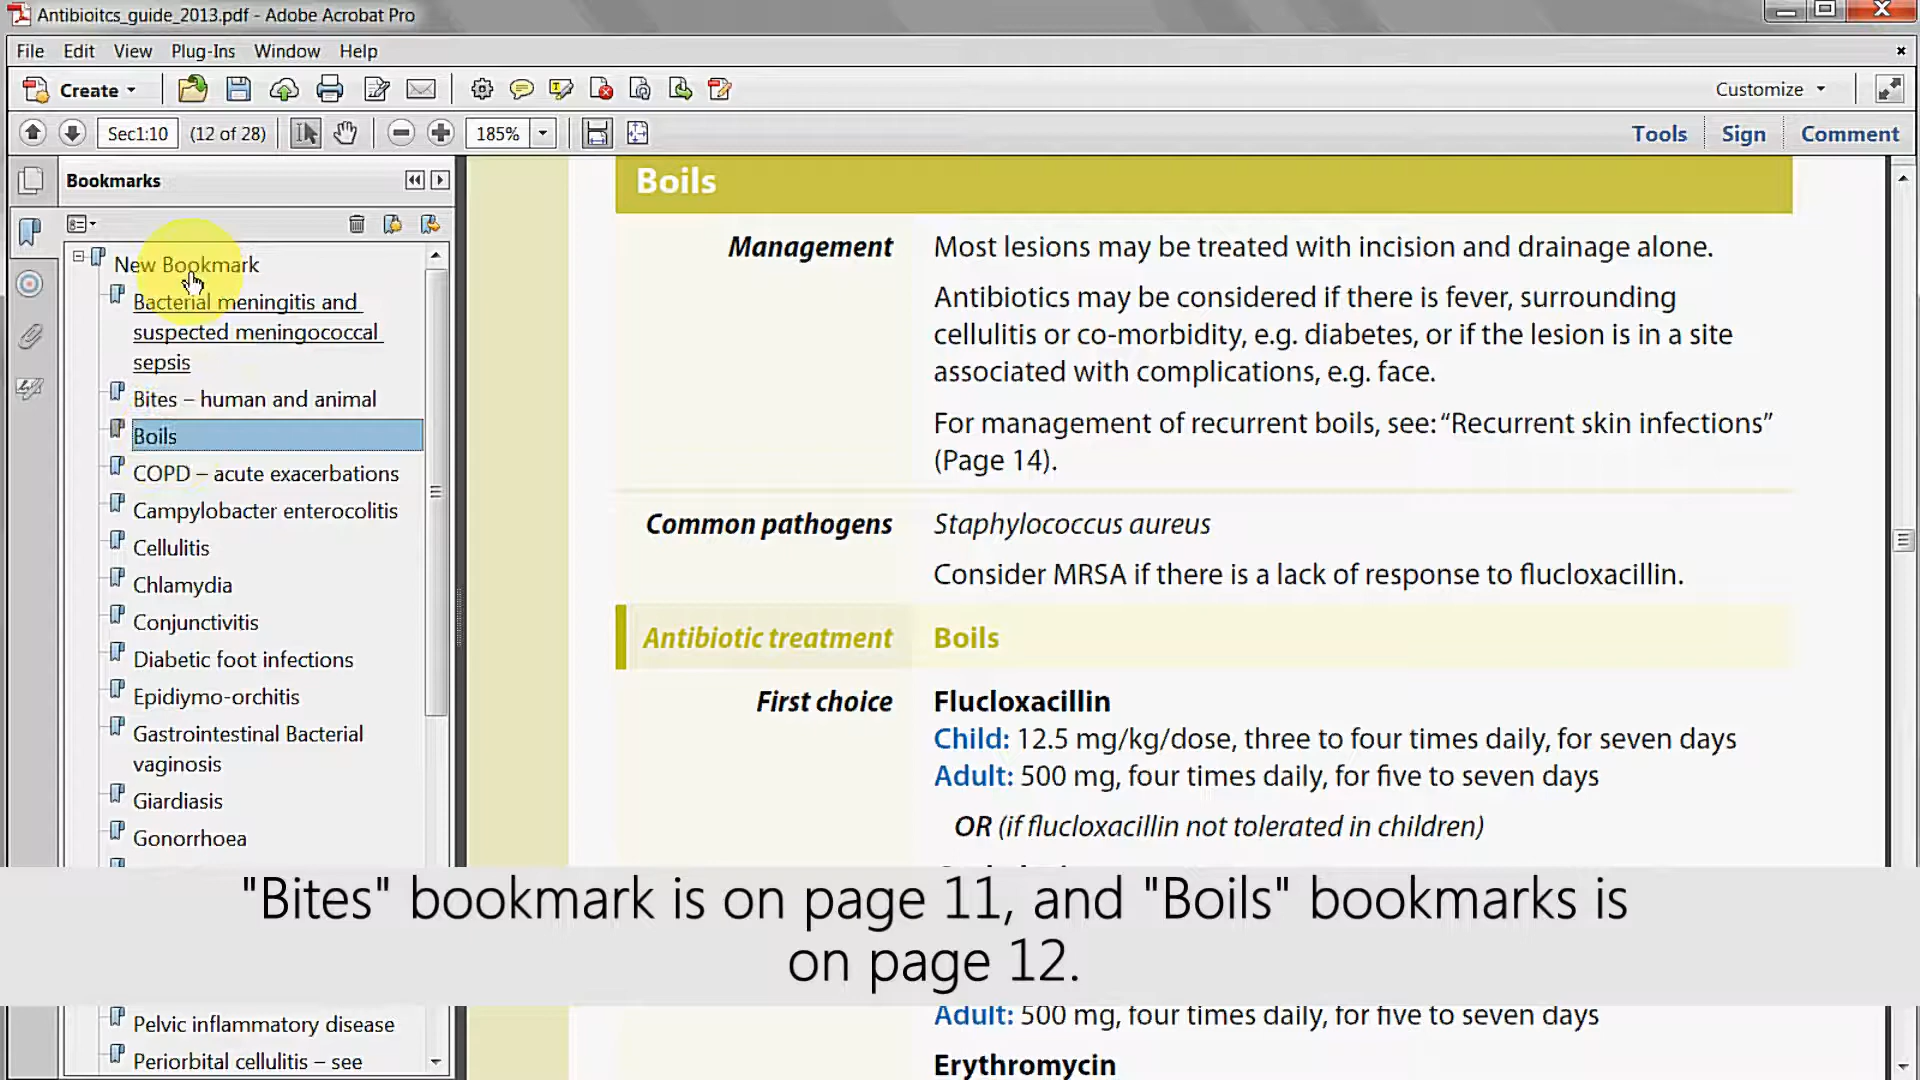 Antibioitcs_guide_2013.pdf - Adobe Acrobat Pro
File Edit View Plug-Ins Window Help
Create
Customize
Sec1:10 (12 of 28) 185% Tools Sign Comment
Bookmarks
New Bookmark
Bacterial meningitis and
suspected meningococcal
sepsis
Bites – human and animal
Boils
COPD – acute exacerbations
Campylobacter enterocolitis
Cellulitis
Chlamydia
Conjunctivitis
Diabetic foot infections
Epidiymo-orchitis
Gastrointestinal Bacterial
vaginosis
Giardiasis
Gonorrhoea
Pelvic inflammatory disease
Periorbital cellulitis – see
Boils
Management Most lesions may be treated with incision and drainage alone.
Antibiotics may be considered if there is fever, surrounding
cellulitis or co-morbidity, e.g. diabetes, or if the lesion is in a site
associated with complications, e.g. face.
For management of recurrent boils, see: “Recurrent skin infections”
(Page 14).
Common pathogens Staphylococcus aureus
Consider MRSA if there is a lack of response to flucloxacillin.
Antibiotic treatment Boils
First choice Flucloxacillin
Child: 12.5 mg/kg/dose, three to four times daily, for seven days
Adult: 500 mg, four times daily, for five to seven days
OR (if flucloxacillin not tolerated in children)
Adult: 500 mg, four times daily, for five to seven days
Erythromycin
"Bites" bookmark is on page 11, and "Boils" bookmarks is
on page 12.